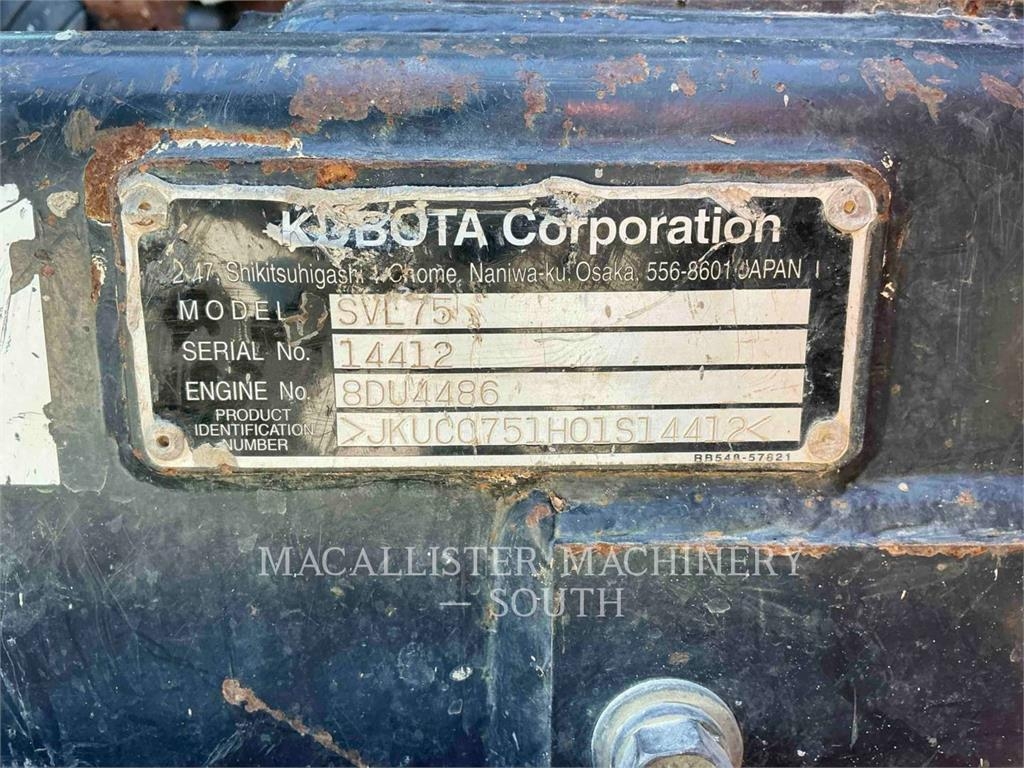 KUBOTA Corporation
2-47, Shikitsuhigashi 1-Chome, Naniwa-ku, Osaka, 556-8601 JAPAN
MODEL SVL75
SERIAL No. 14412
ENGINE No. 8DU4486
PRODUCT
IDENTIFICATION
NUMBER >JKUC0751H01S14412<
RB548-57821
MACALLISTER MACHINERY
— SOUTH